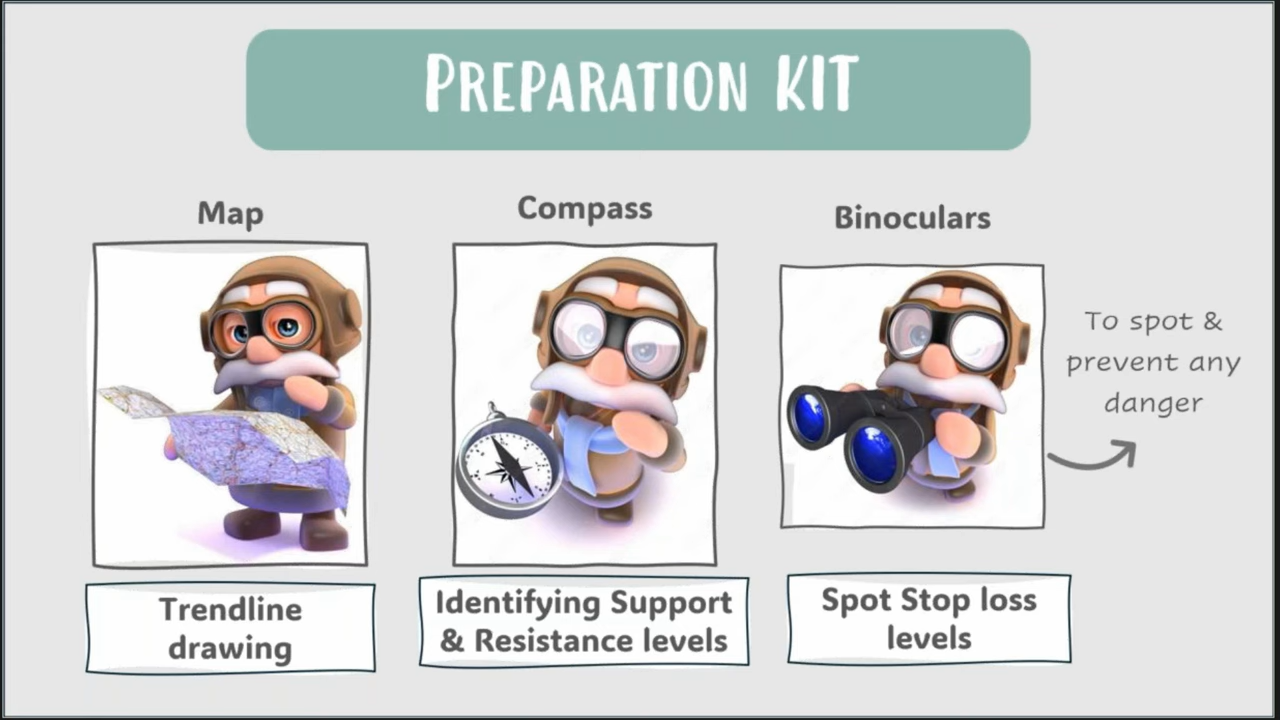 PREPARATION KIT
Map
Compass
Binoculars
To spot &
prevent any
danger
Trendline
drawing
Identifying Support
& Resistance levels
Spot Stop loss
levels